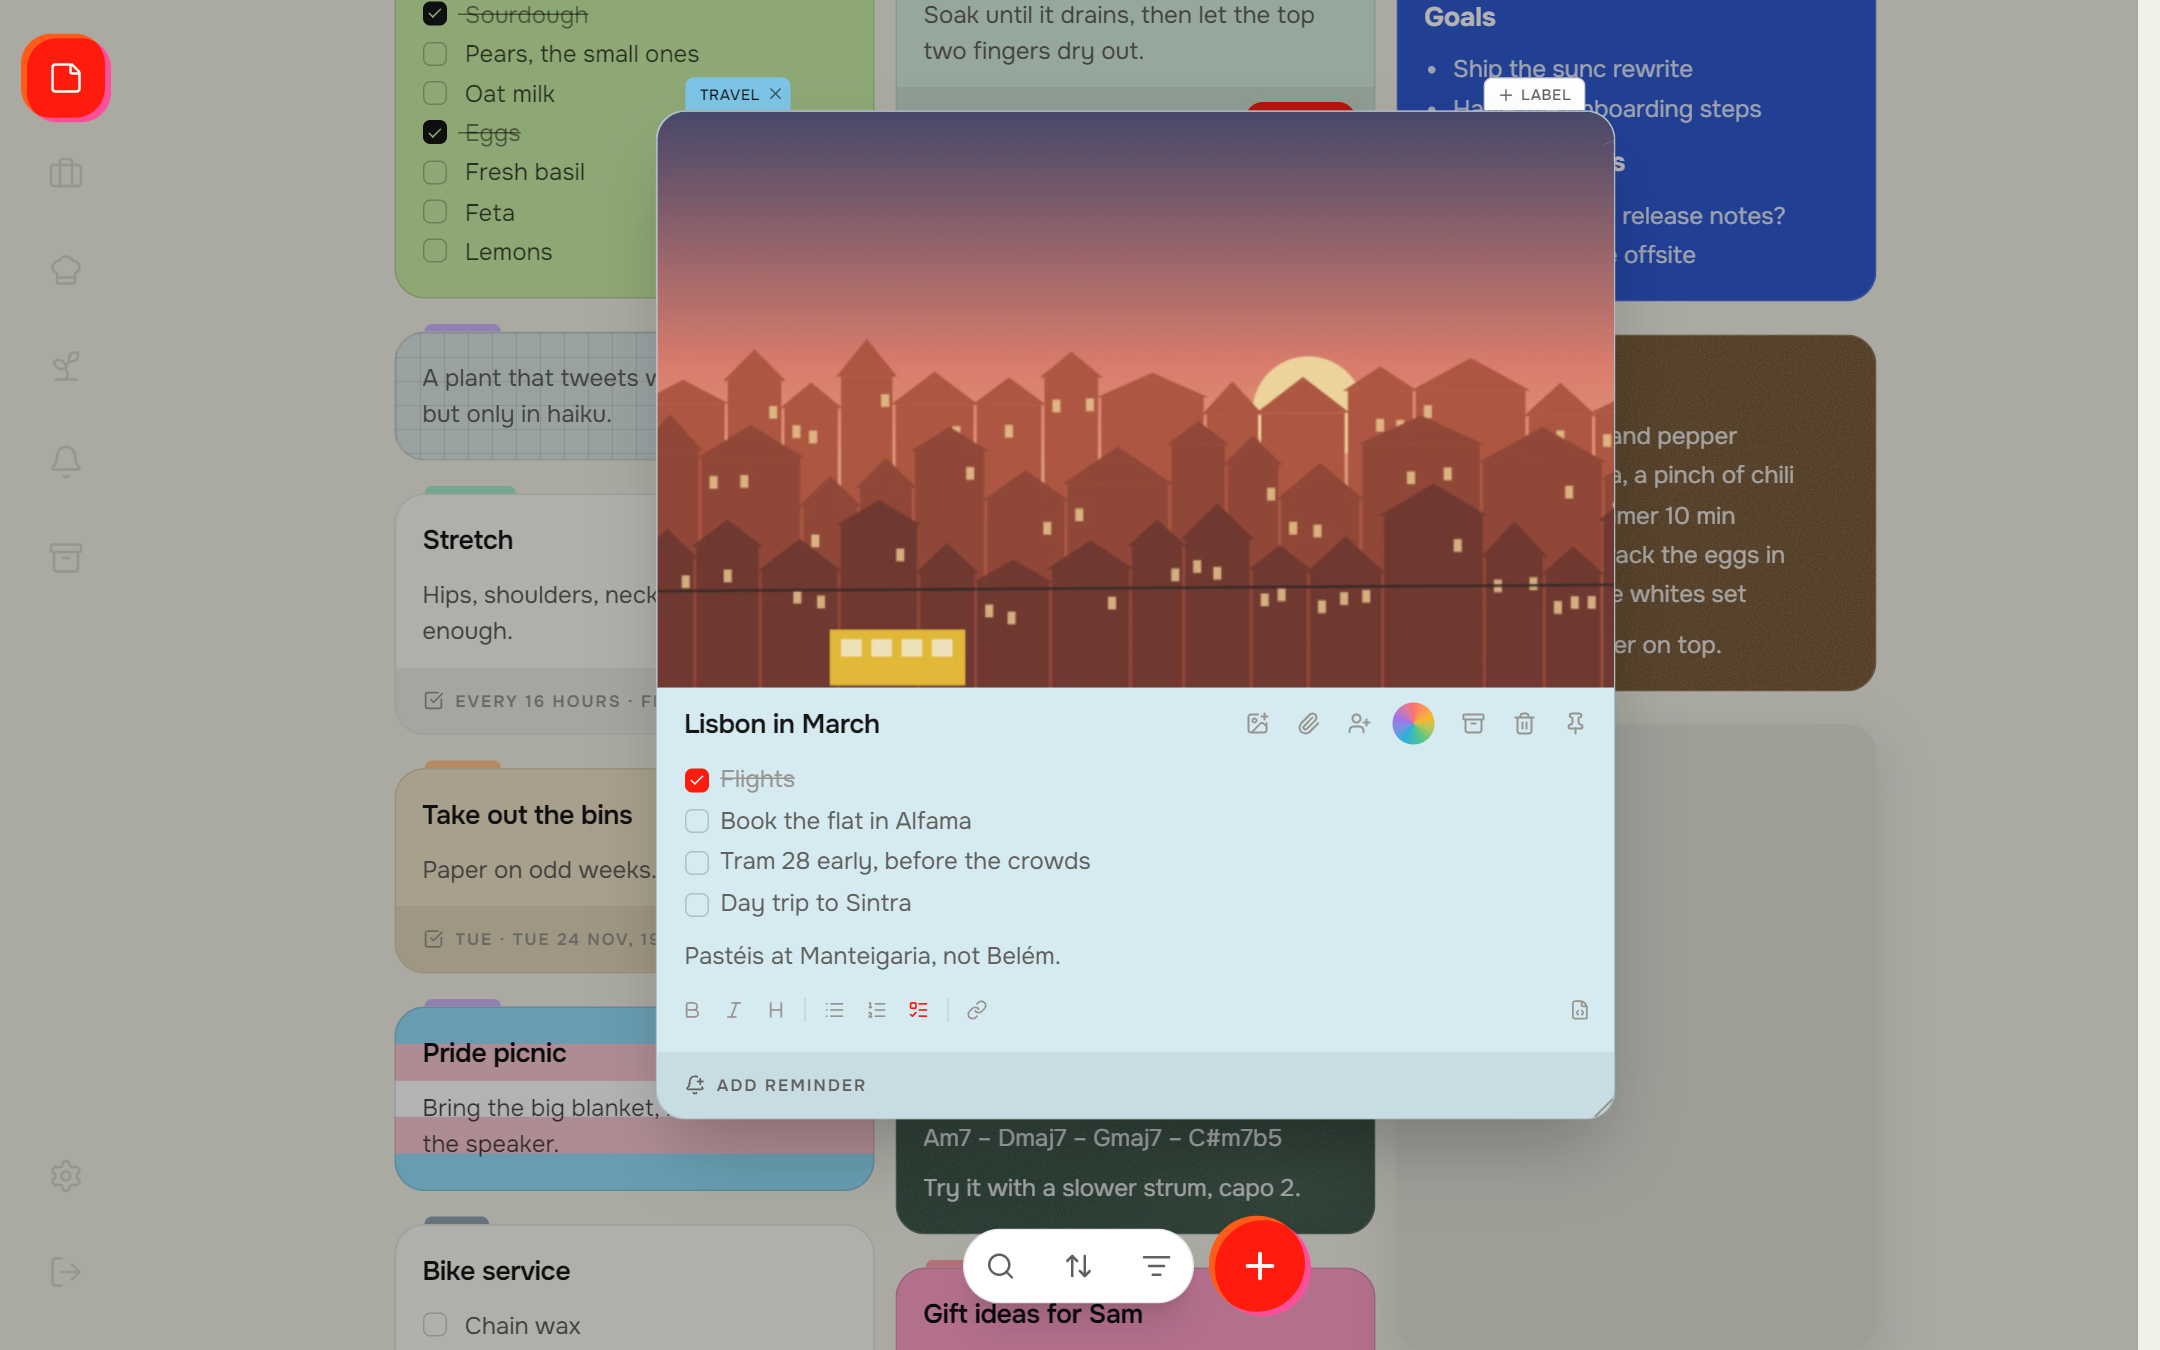 Sourdough
Pears, the small ones
Oat milk
Eggs
Fresh basil
Feta
Lemons
A plant that tweets
but only in haiku.
Stretch
Hips, shoulders, neck
enough.
EVERY 16 HOURS ·
Take out the bins
Paper on odd weeks.
TUE · TUE 24 NOV, 19
Pride picnic
Bring the big blanket,
the speaker.
Bike service
Chain wax
Soak until it drains, then let the top
two fingers dry out.
TRAVEL
+ LABEL
Lisbon in March
Flights
Book the flat in Alfama
Tram 28 early, before the crowds
Day trip to Sintra
Pastéis at Manteigaria, not Belém.
B I H
ADD REMINDER
Am7 – Dmaj7 – Gmaj7 – C#m7b5
Try it with a slower strum, capo 2.
Gift ideas for Sam
Goals
Ship the sync rewrite
boarding steps
release notes?
offsite
and pepper
a, a pinch of chili
mer 10 min
ack the eggs in
whites set
er on top.